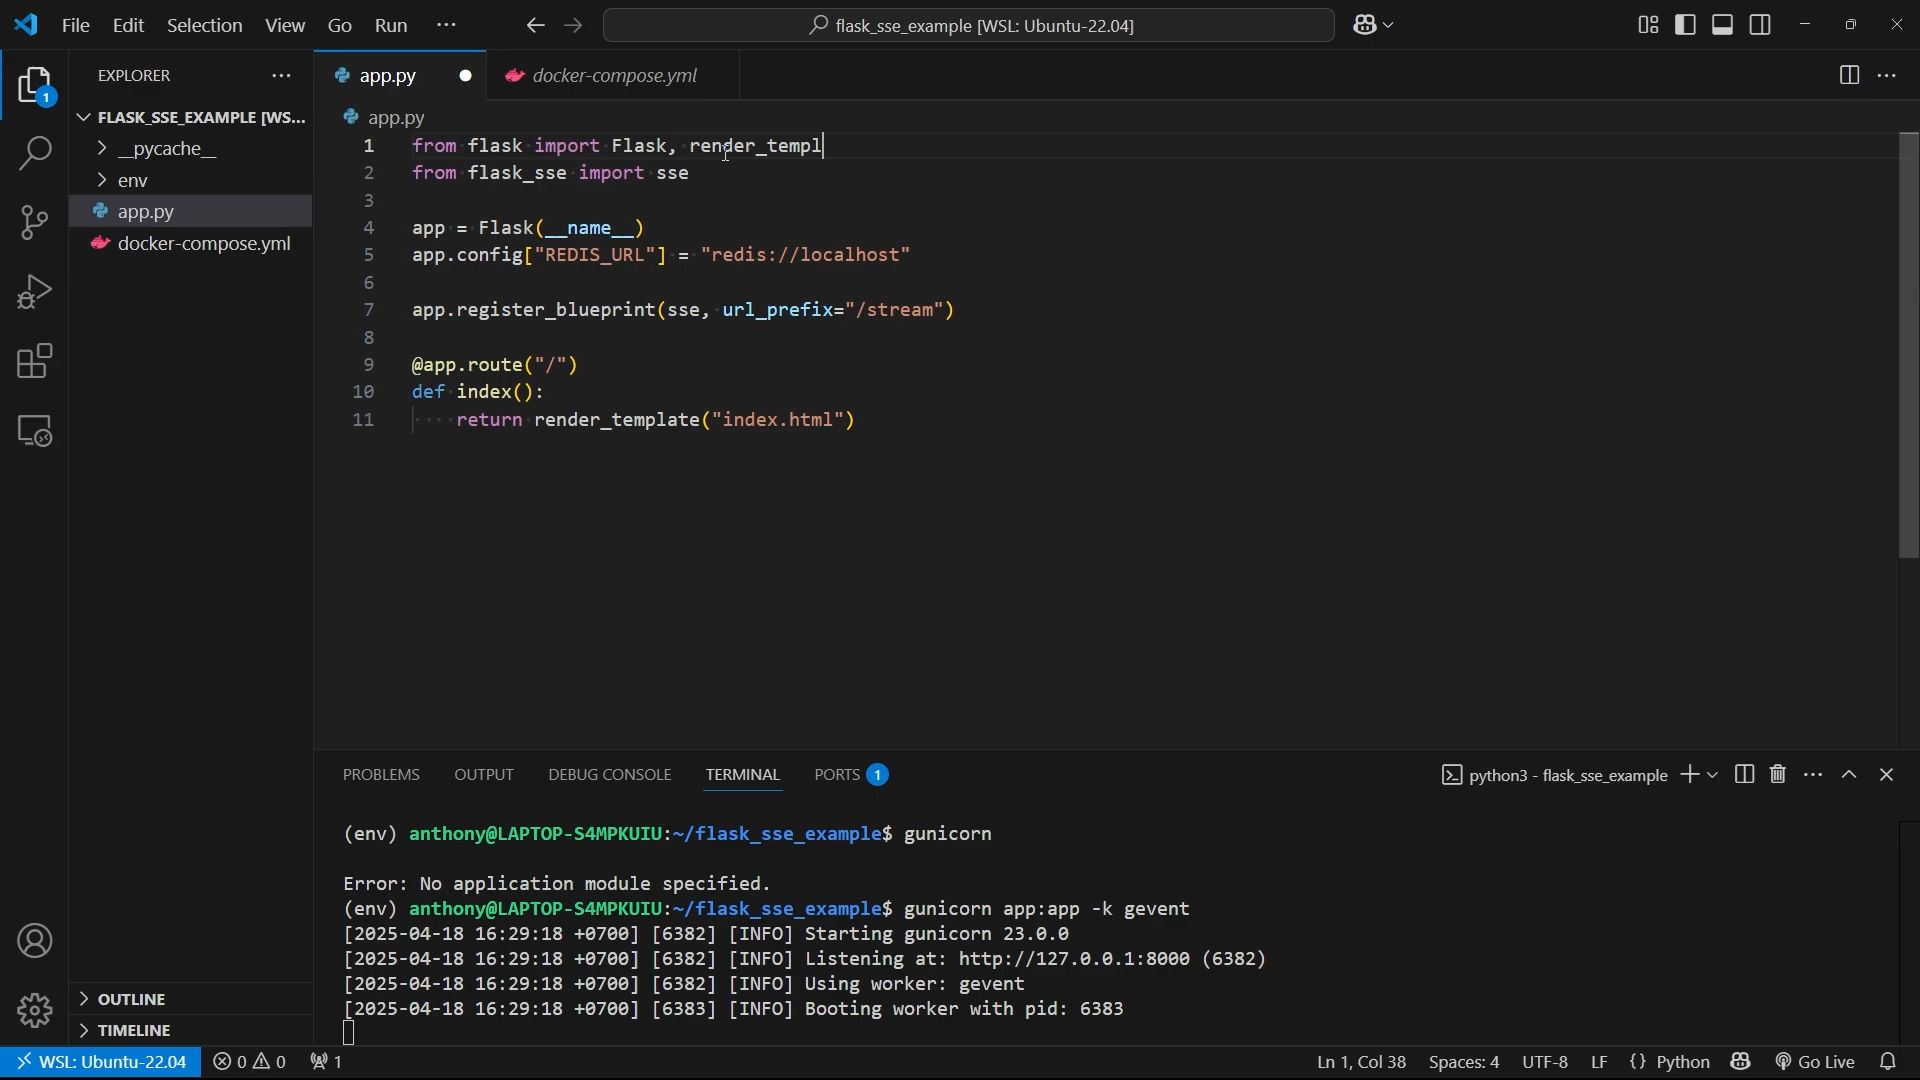 File Edit Selection View Go Run ···
flask_sse_example [WSL: Ubuntu-22.04]
EXPLORER ···
1
app.py
docker-compose.yml
FLASK_SSE_EXAMPLE [WS...
__pycache__
env
app.py
docker-compose.yml
app.py
1 from flask import Flask, render_templ
2 from flask_sse import sse
3
4 app = Flask(__name__)
5 app.config["REDIS_URL"] = "redis://localhost"
6
7 app.register_blueprint(sse, url_prefix="/stream")
8
9 @app.route("/")
10 def index():
11 return render_template("index.html")
PROBLEMS OUTPUT DEBUG CONSOLE TERMINAL PORTS 1
python3 - flask_sse_example
(env) anthony@LAPTOP-S4MPKUIU:~/flask_sse_example$ gunicorn
Error: No application module specified.
(env) anthony@LAPTOP-S4MPKUIU:~/flask_sse_example$ gunicorn app:app -k gevent
[2025-04-18 16:29:18 +0700] [6382] [INFO] Starting gunicorn 23.0.0
[2025-04-18 16:29:18 +0700] [6382] [INFO] Listening at: http://127.0.0.1:8000 (6382)
[2025-04-18 16:29:18 +0700] [6382] [INFO] Using worker: gevent
[2025-04-18 16:29:18 +0700] [6383] [INFO] Booting worker with pid: 6383
OUTLINE
TIMELINE
WSL: Ubuntu-22.04 0 0 1
Ln 1, Col 38 Spaces: 4 UTF-8 LF {} Python Go Live